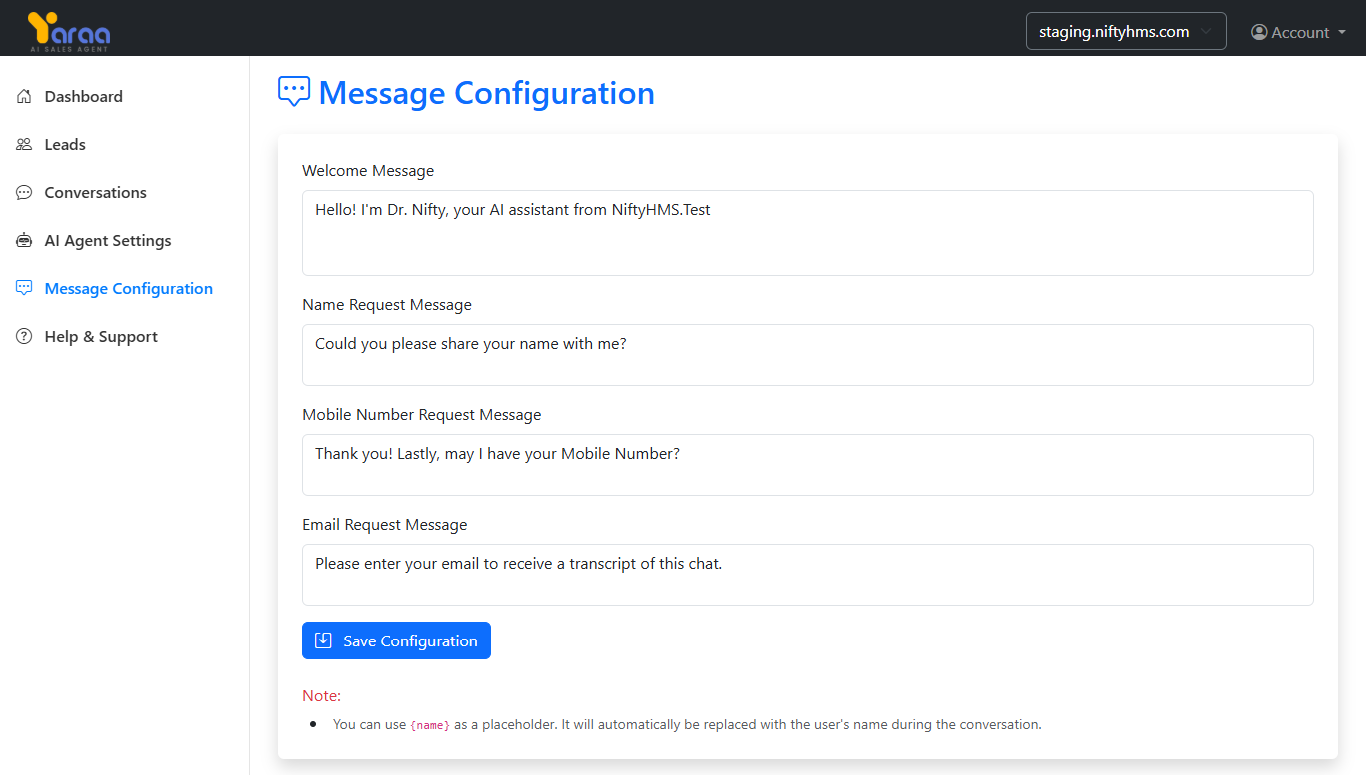 Yaraa
AI SALES AGENT
staging.niftyhms.com
Account
Dashboard
Leads
Conversations
AI Agent Settings
Message Configuration
Help & Support
Message Configuration
Welcome Message
Hello! I'm Dr. Nifty, your AI assistant from NiftyHMS.Test
Name Request Message
Could you please share your name with me?
Mobile Number Request Message
Thank you! Lastly, may I have your Mobile Number?
Email Request Message
Please enter your email to receive a transcript of this chat.
Save Configuration
Note:
You can use {name} as a placeholder. It will automatically be replaced with the user's name during the conversation.